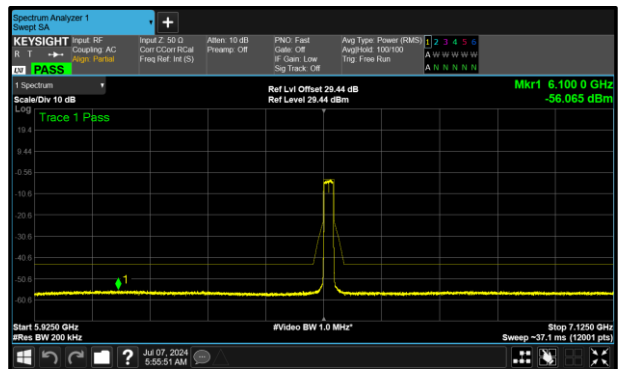 Spectrum Analyzer 1
Swept SA
+
KEYSIGHT Input: RF Input Z: 50 Ω Atten: 10 dB PNO: Fast Avg Type: Power (RMS) 1 2 3 4 5 6
R T Coupling: AC Corr CCorr RCal Preamp: Off Gate: Off Avg|Hold: 100/100 A W W W W W
Align: Partial Freq Ref: Int (S) IF Gain: Low Trig: Free Run
LXI PASS Sig Track: Off A N N N N N
1 Spectrum Ref Lvl Offset 29.44 dB Mkr1 6.100 0 GHz
Scale/Div 10 dB Ref Level 29.44 dBm -56.065 dBm
Log
Trace 1 Pass
19.4
9.44
-0.56
-10.6
-20.6
-30.6
-40.6
-50.6
-60.6
1
Start 5.9250 GHz #Video BW 1.0 MHz* Stop 7.1250 GHz
#Res BW 200 kHz Sweep ~37.1 ms (12001 pts)
? Jul 07, 2024
5:55:51 AM